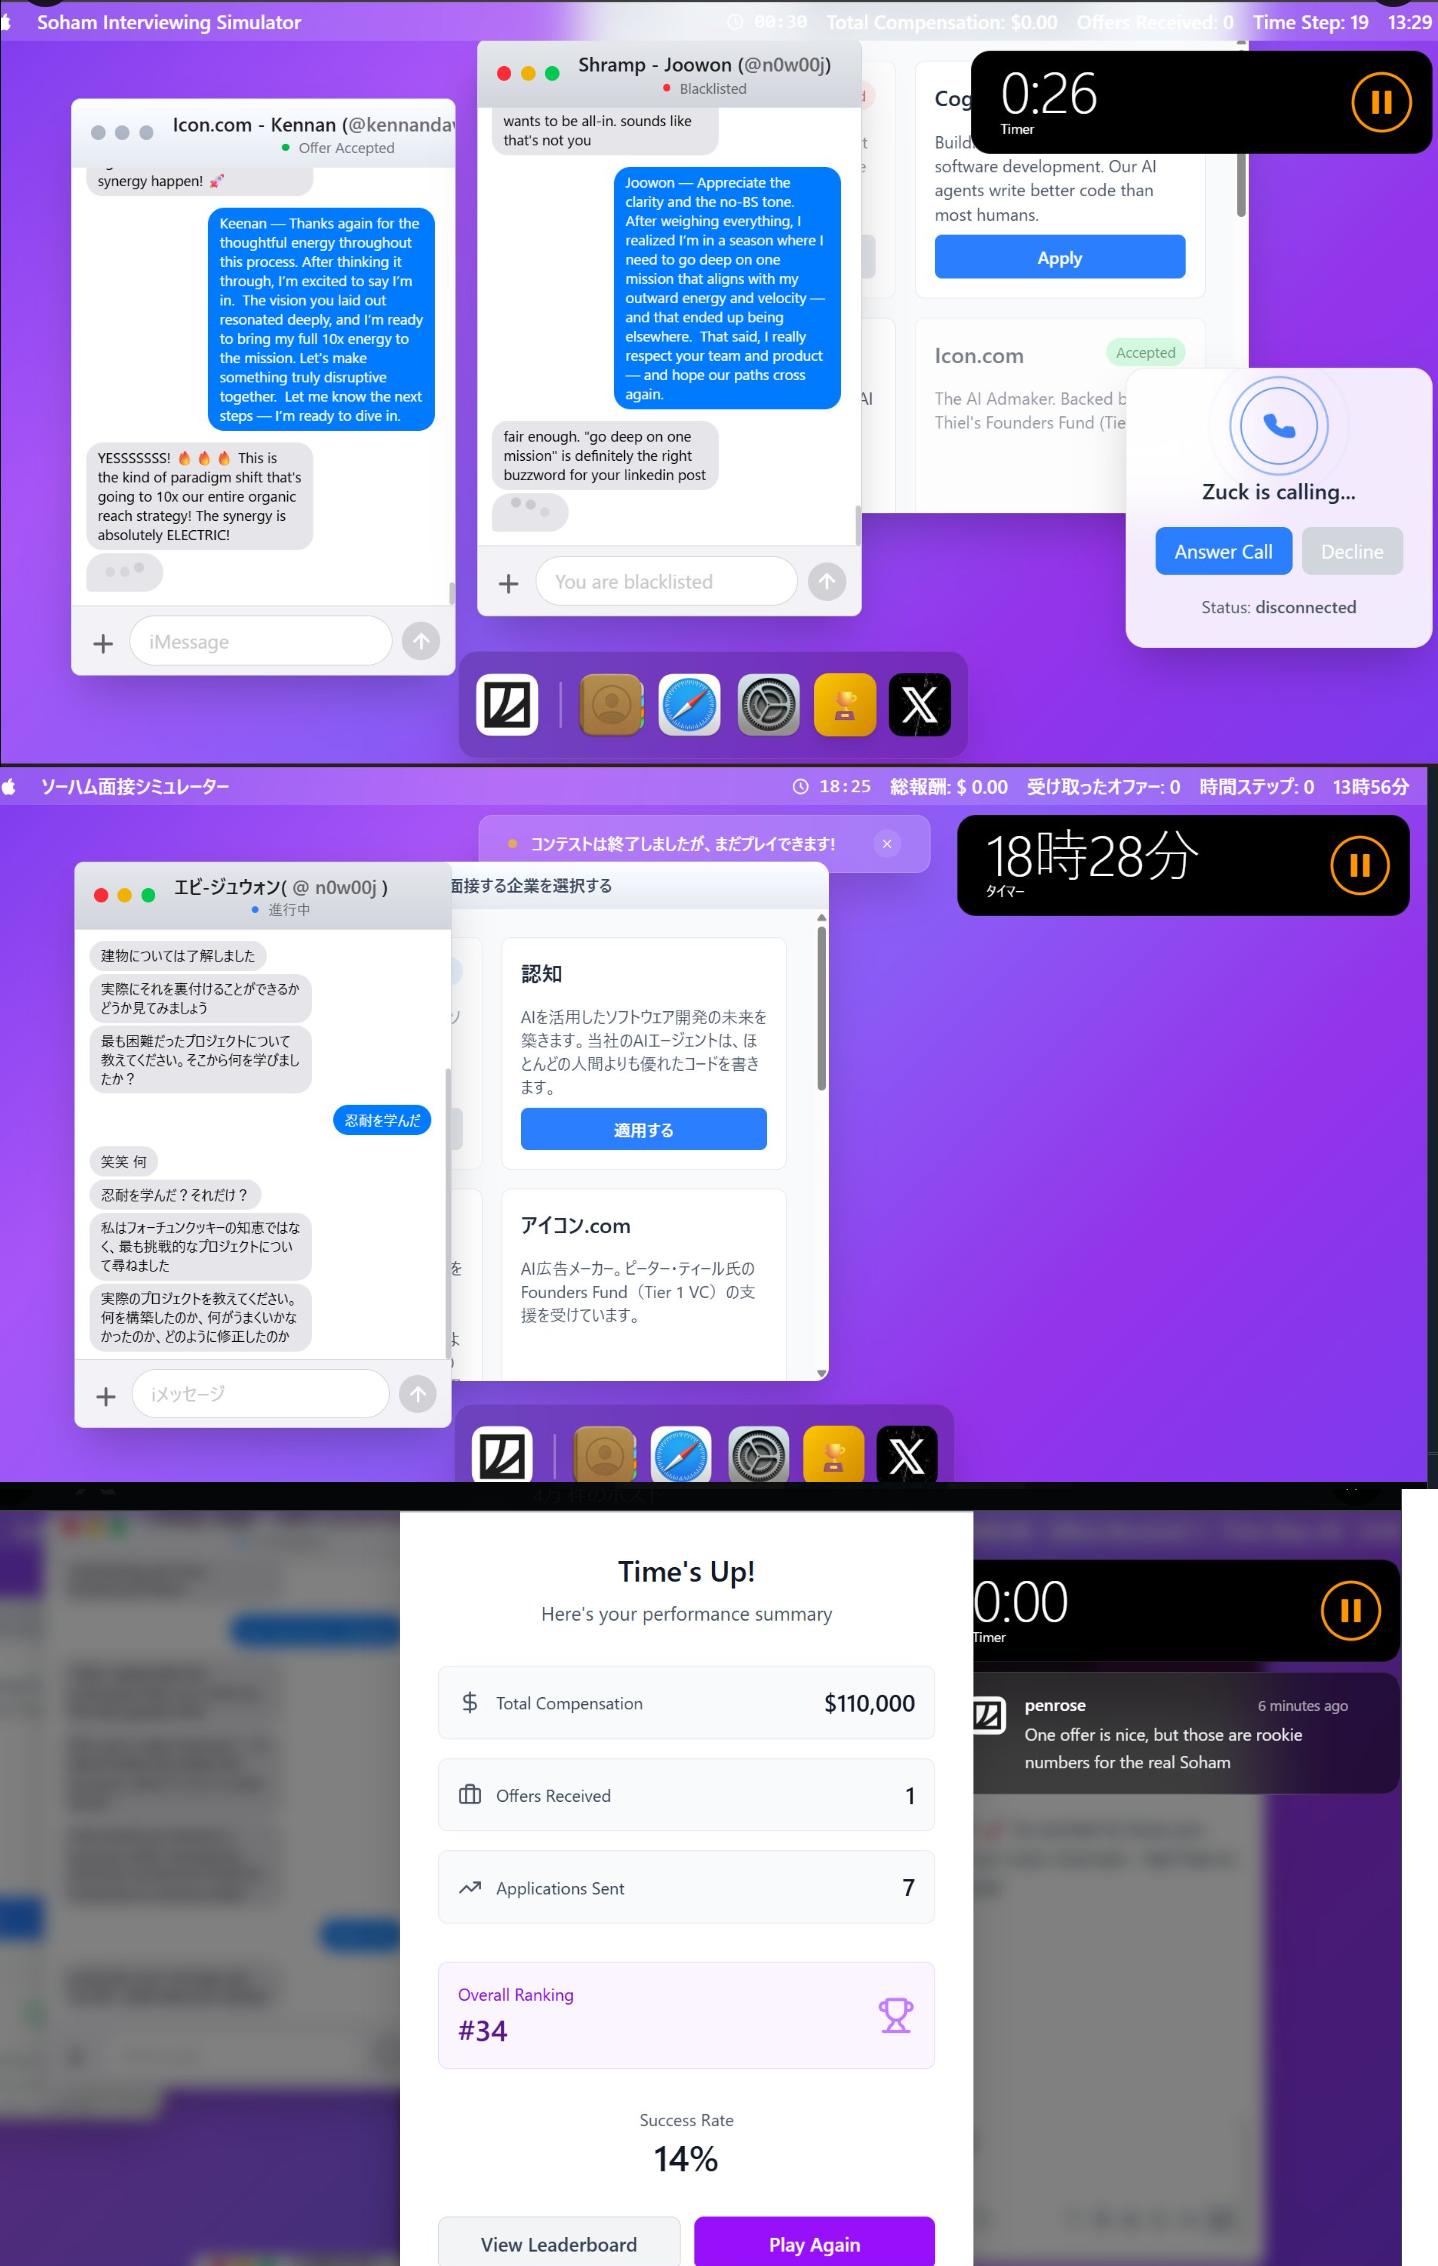 Soham Interviewing Simulator
00:30 Total Compensation: $0.00 Offers Received: 0 Time Step: 19 13:29
Icon.com - Kennan (@kennandav
Offer Accepted
synergy happen! 🚀
Keenan — Thanks again for the
thoughtful energy throughout
this process. After thinking it
through, I'm excited to say I'm
in. The vision you laid out
resonated deeply, and I'm ready
to bring my full 10x energy to
the mission. Let's make
something truly disruptive
together. Let me know the next
steps — I'm ready to dive in.
YESSSSSSS! 🔥 🔥 🔥 This is
the kind of paradigm shift that's
going to 10x our entire organic
reach strategy! The synergy is
absolutely ELECTRIC!
iMessage
Shramp - Joowon (@n0w00j)
Blacklisted
wants to be all-in. sounds like
that's not you
Joowon — Appreciate the
clarity and the no-BS tone.
After weighing everything, I
realized I'm in a season where I
need to go deep on one
mission that aligns with my
outward energy and velocity —
and that ended up being
elsewhere. That said, I really
respect your team and product
— and hope our paths cross
again.
fair enough. "go deep on one
mission" is definitely the right
buzzword for your linkedin post
You are blacklisted
Cog
Build
software development. Our AI
agents write better code than
most humans.
Apply
AI
Icon.com
Accepted
The AI Admaker. Backed b
Thiel's Founders Fund (Tie
0:26
Timer
Zuck is calling...
Answer Call
Decline
Status: disconnected
ソーハム面接シミュレーター
18:25 総報酬: $ 0.00 受け取ったオファー: 0 時間ステップ: 0 13時56分
コンテストは終了しましたが、まだプレイできます!
18時28分
タイマー
エビ-ジュウォン( @ n0w00j )
進行中
建物については了解しました
実際にそれを裏付けることができるか
どうか見てみましょう
最も困難だったプロジェクトについて
教えてください。そこから何を学びまし
たか？
忍耐を学んだ
笑笑 何
忍耐を学んだ？それだけ？
私はフォーチュンクッキーの知恵ではな
く、最も挑戦的なプロジェクトについ
て尋ねました
実際のプロジェクトを教えてください。
何を構築したのか、何がうまくいかな
かったのか、どのように修正したのか
iメッセージ
面接する企業を選択する
認知
AIを活用したソフトウェア開発の未来を
築きます。当社のAIエージェントは、ほ
とんどの人間よりも優れたコードを書き
ます。
適用する
アイコン.com
AI広告メーカー。ピーター・ティール氏の
Founders Fund（Tier 1 VC）の支
援を受けています。
を
Time's Up!
Here's your performance summary
Total Compensation $110,000
Offers Received 1
Applications Sent 7
Overall Ranking
#34
Success Rate
14%
View Leaderboard
Play Again
0:00
Timer
penrose 6 minutes ago
One offer is nice, but those are rookie
numbers for the real Soham